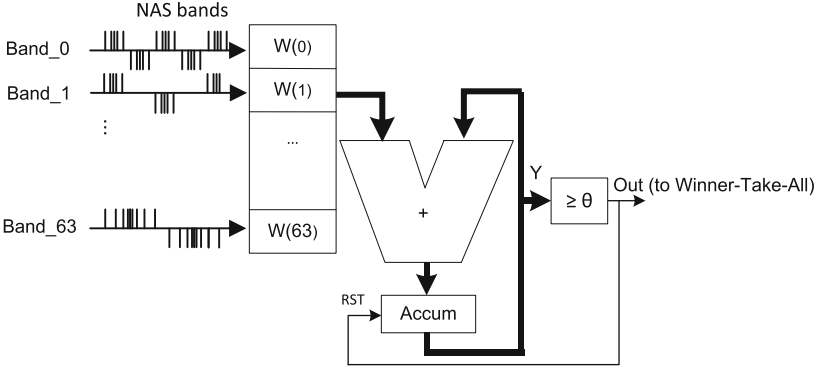 NAS bands
Band_0
W(0)
Band_1
W(1)
⋮
...
Y
≥ θ
Out (to Winner-Take-All)
+
Band_63
W(63)
RST
Accum